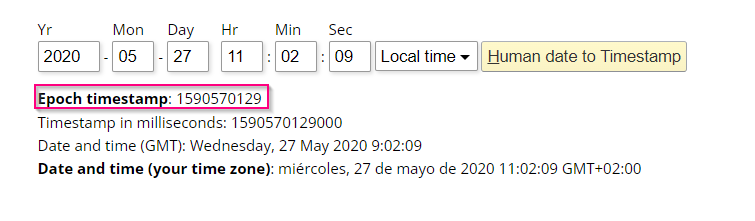 Yr Mon Day Hr Min Sec
2020 - 05 - 27 11 : 02 : 09 Local time Human date to Timestamp
Epoch timestamp: 1590570129
Timestamp in milliseconds: 1590570129000
Date and time (GMT): Wednesday, 27 May 2020 9:02:09
Date and time (your time zone): miércoles, 27 de mayo de 2020 11:02:09 GMT+02:00